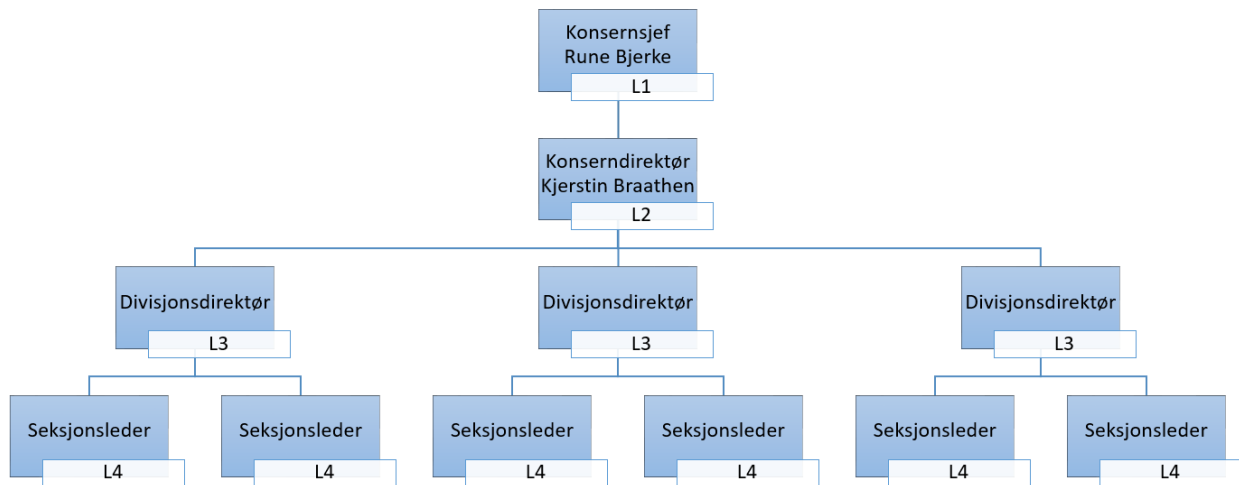 Konsernsjef
Rune Bjerke
L1
Konserndirektør
Kjerstin Braathen
L2
Divisjonsdirektør
L3
Divisjonsdirektør
L3
Divisjonsdirektør
L3
Seksjonsleder
L4
Seksjonsleder
L4
Seksjonsleder
L4
Seksjonsleder
L4
Seksjonsleder
L4
Seksjonsleder
L4